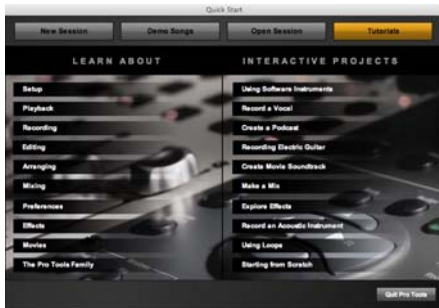 Quick Start
New Session
Demo Songs
Open Session
Tutorials
LEARN ABOUT
Setup
Playback
Recording
Editing
Arranging
Mixing
Preferences
Effects
Movies
The Pro Tools Family
INTERACTIVE PROJECTS
Using Software Instruments
Record a Vocal
Create a Podcast
Recording Electric Guitar
Create Movie Soundtrack
Make a Mix
Explore Effects
Record an Acoustic Instrument
Using Loops
Starting from Scratch
Quit Pro Tools